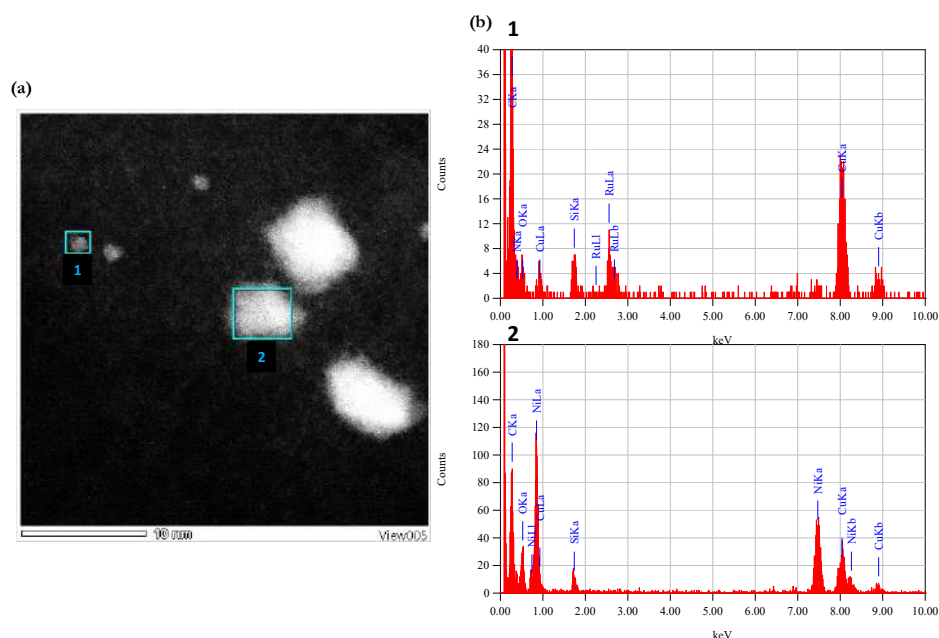 (a)
1
2
10 nm
View005
(b)
1
Counts
40
36
32
28
24
20
16
12
8
4
0
CKa
NKa
OKa
CuLa
SiKa
RuLl
RuLa
RuLb
CuKa
CuKb
0.00 1.00 2.00 3.00 4.00 5.00 6.00 7.00 8.00 9.00 10.00
keV
2
Counts
180
160
140
120
100
80
60
40
20
0
CKa
OKa
NiLl
NiLa
CuLa
SiKa
NiKa
CuKa
NiKb
CuKb
0.00 1.00 2.00 3.00 4.00 5.00 6.00 7.00 8.00 9.00 10.00
keV